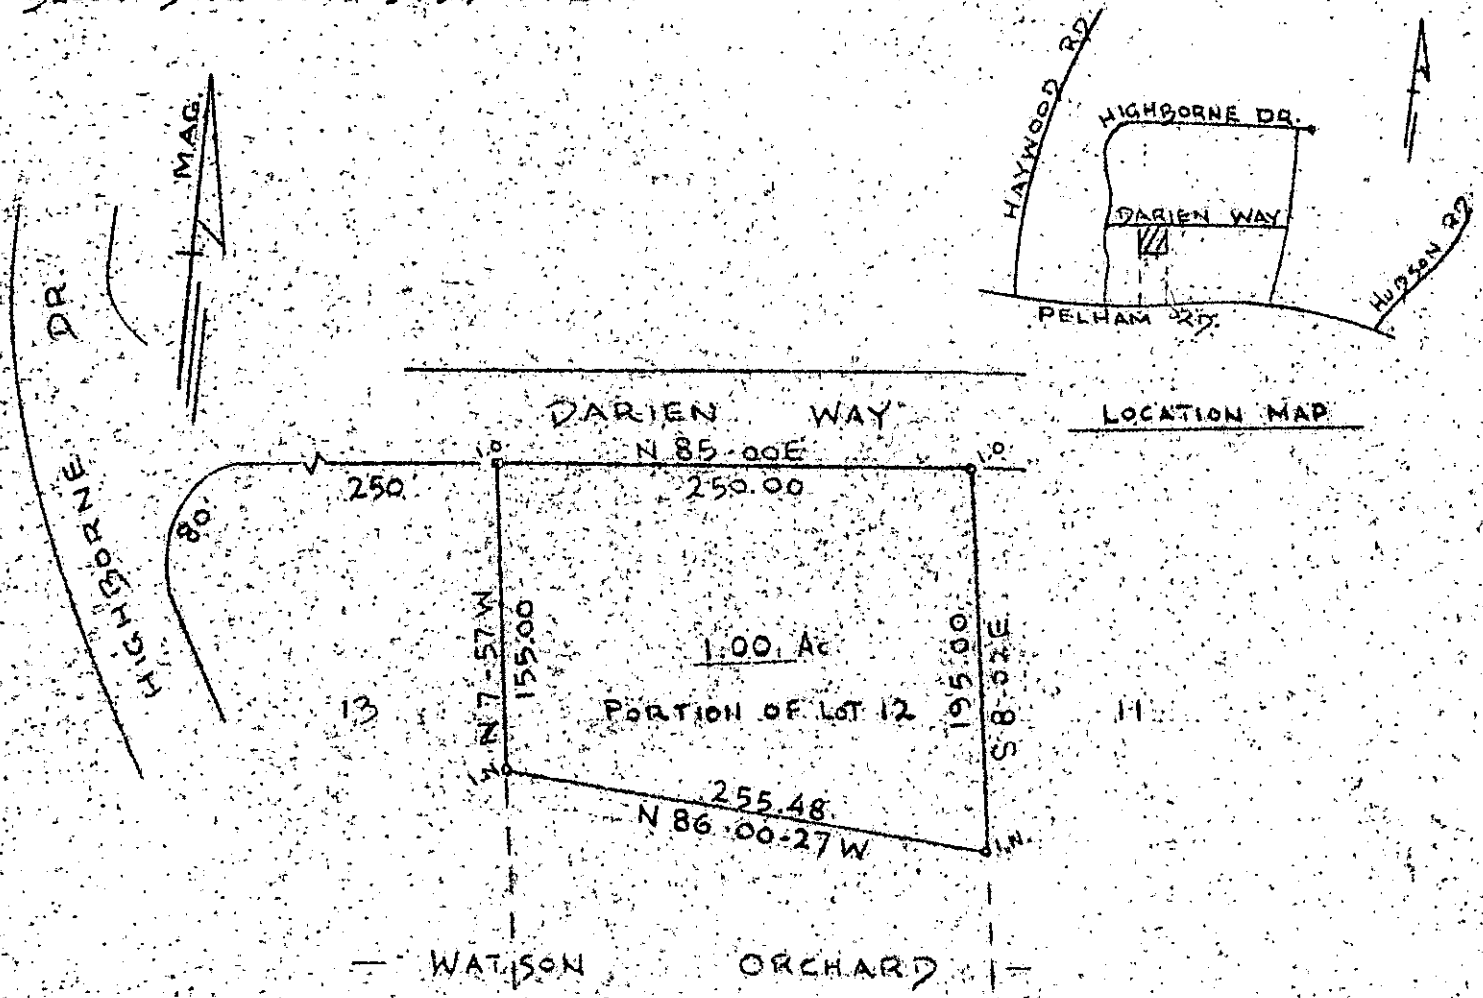 MAG.
HAYWOOD RD
HIGHBORNE DR.
DARIEN WAY
HUDSON RD
PELHAM RD.
LOCATION MAP
HIGHBORNE DR.
DARIEN WAY
I.O
N 85-00E
I.O
250
250.00
80.
N 7-57 W
155.00
1.00 Ac
195.00
S 8-02 E
13
PORTION OF LOT 12
11
I.N
255.48
N 86-00-27 W
I.N.
— WATSON ORCHARD —